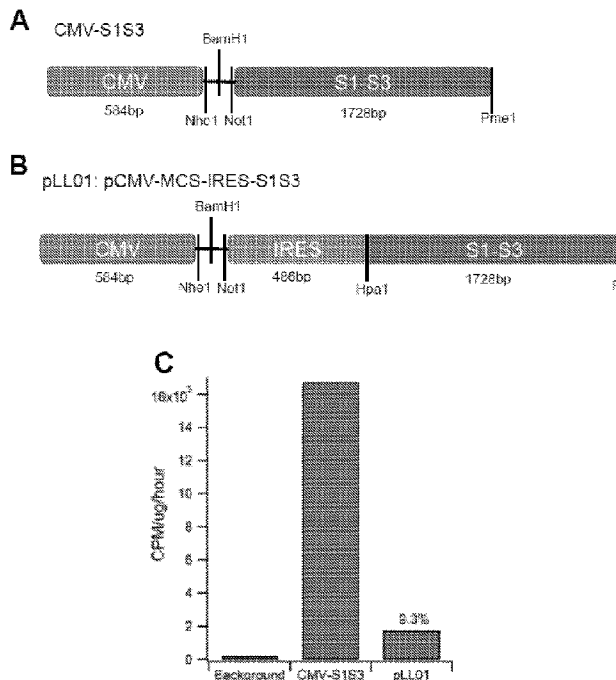 A
CMV-S1S3
BamH1
CMV
S1-S3
584bp
Nhe1
Not1
1728bp
Pme1
B
pLL01: pCMV-MCS-IRES-S1S3
BamH1
CMV
IRES
S1-S3
584bp
Nhe1
Not1
486bp
Hpa1
1728bp
C
CPM/ug/hour
16x10³
14
12
10
8
6
4
2
0
9.3%
Background
CMV-S1S3
pLL01